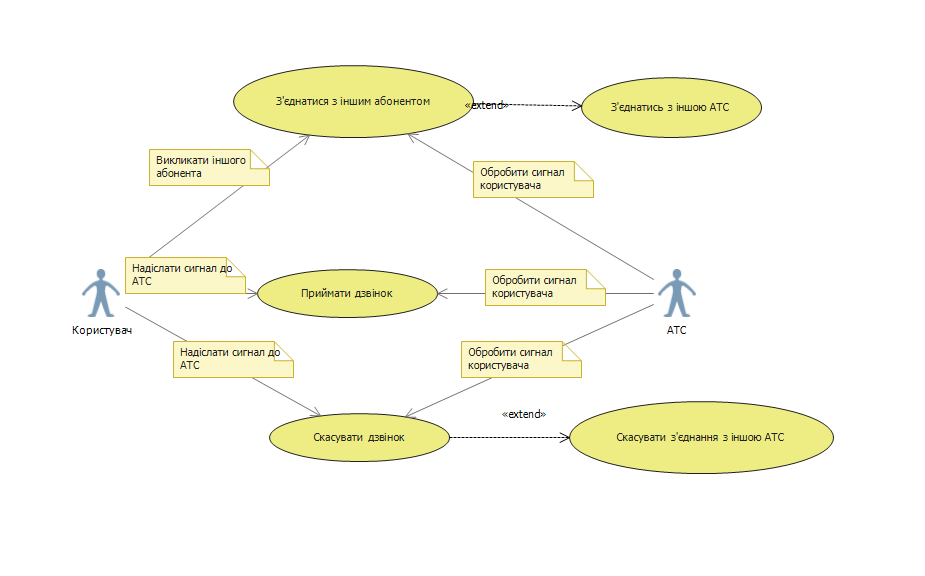 З'єднатися з іншим абонентом
«extend»
З'єднатись з іншою АТС
Викликати іншого
абонента
Обробити сигнал
користувача
Надіслати сигнал до
АТС
Приймати дзвінок
Обробити сигнал
користувача
Користувач
АТС
Надіслати сигнал до
АТС
Обробити сигнал
користувача
«extend»
Скасувати дзвінок
Скасувати з'єднання з іншою АТС